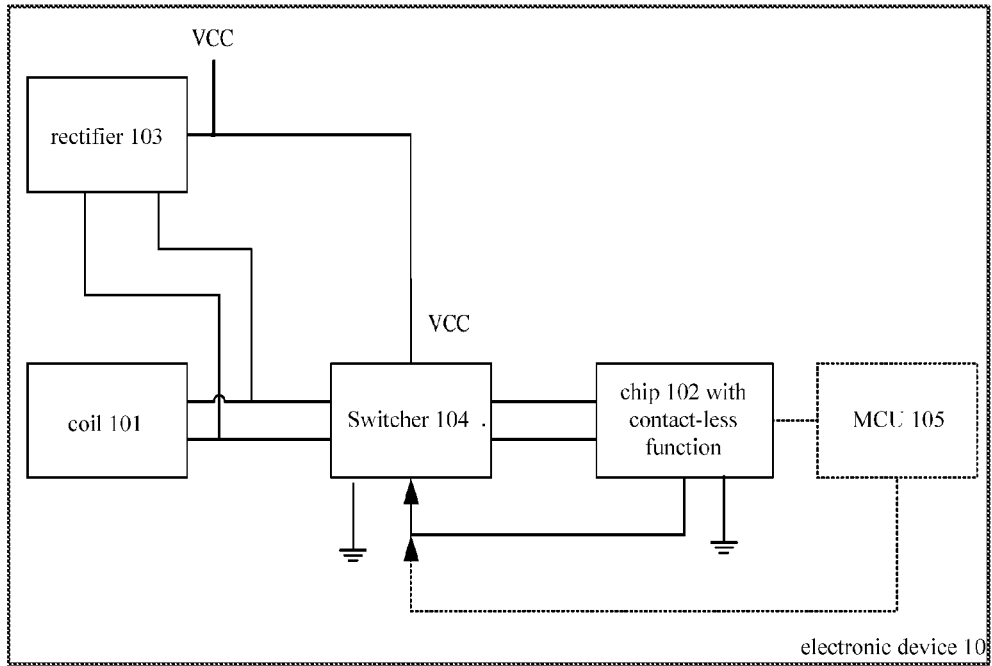 VCC
rectifier 103
VCC
coil 101
Switcher 104 .
chip 102 with
contact-less
function
MCU 105
electronic device 10